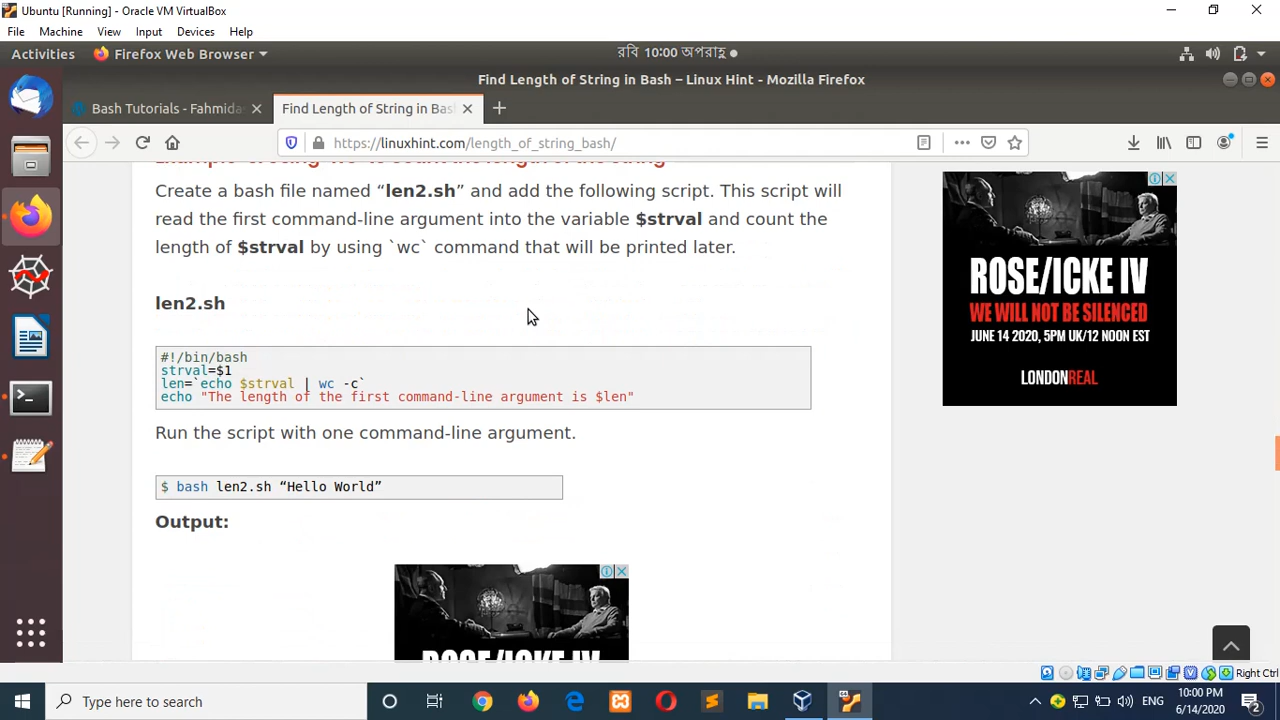 Ubuntu [Running] - Oracle VM VirtualBox
File Machine View Input Devices Help
Activities Firefox Web Browser রবি 10:00 অপরাহ্ণ
Find Length of String in Bash – Linux Hint - Mozilla Firefox
Bash Tutorials - Fahmida Find Length of String in Bas
https://linuxhint.com/length_of_string_bash/
Create a bash file named “len2.sh” and add the following script. This script will
read the first command-line argument into the variable $strval and count the
length of $strval by using `wc` command that will be printed later.
len2.sh
#!/bin/bash
strval=$1
len=`echo $strval | wc -c`
echo "The length of the first command-line argument is $len"
Run the script with one command-line argument.
$ bash len2.sh “Hello World”
Output:
ROSE/ICKE IV
ROSE/ICKE IV
WE WILL NOT BE SILENCED
JUNE 14 2020, 5PM UK/12 NOON EST
LONDONREAL
Right Ctrl
Type here to search
ENG
10:00 PM
6/14/2020
2